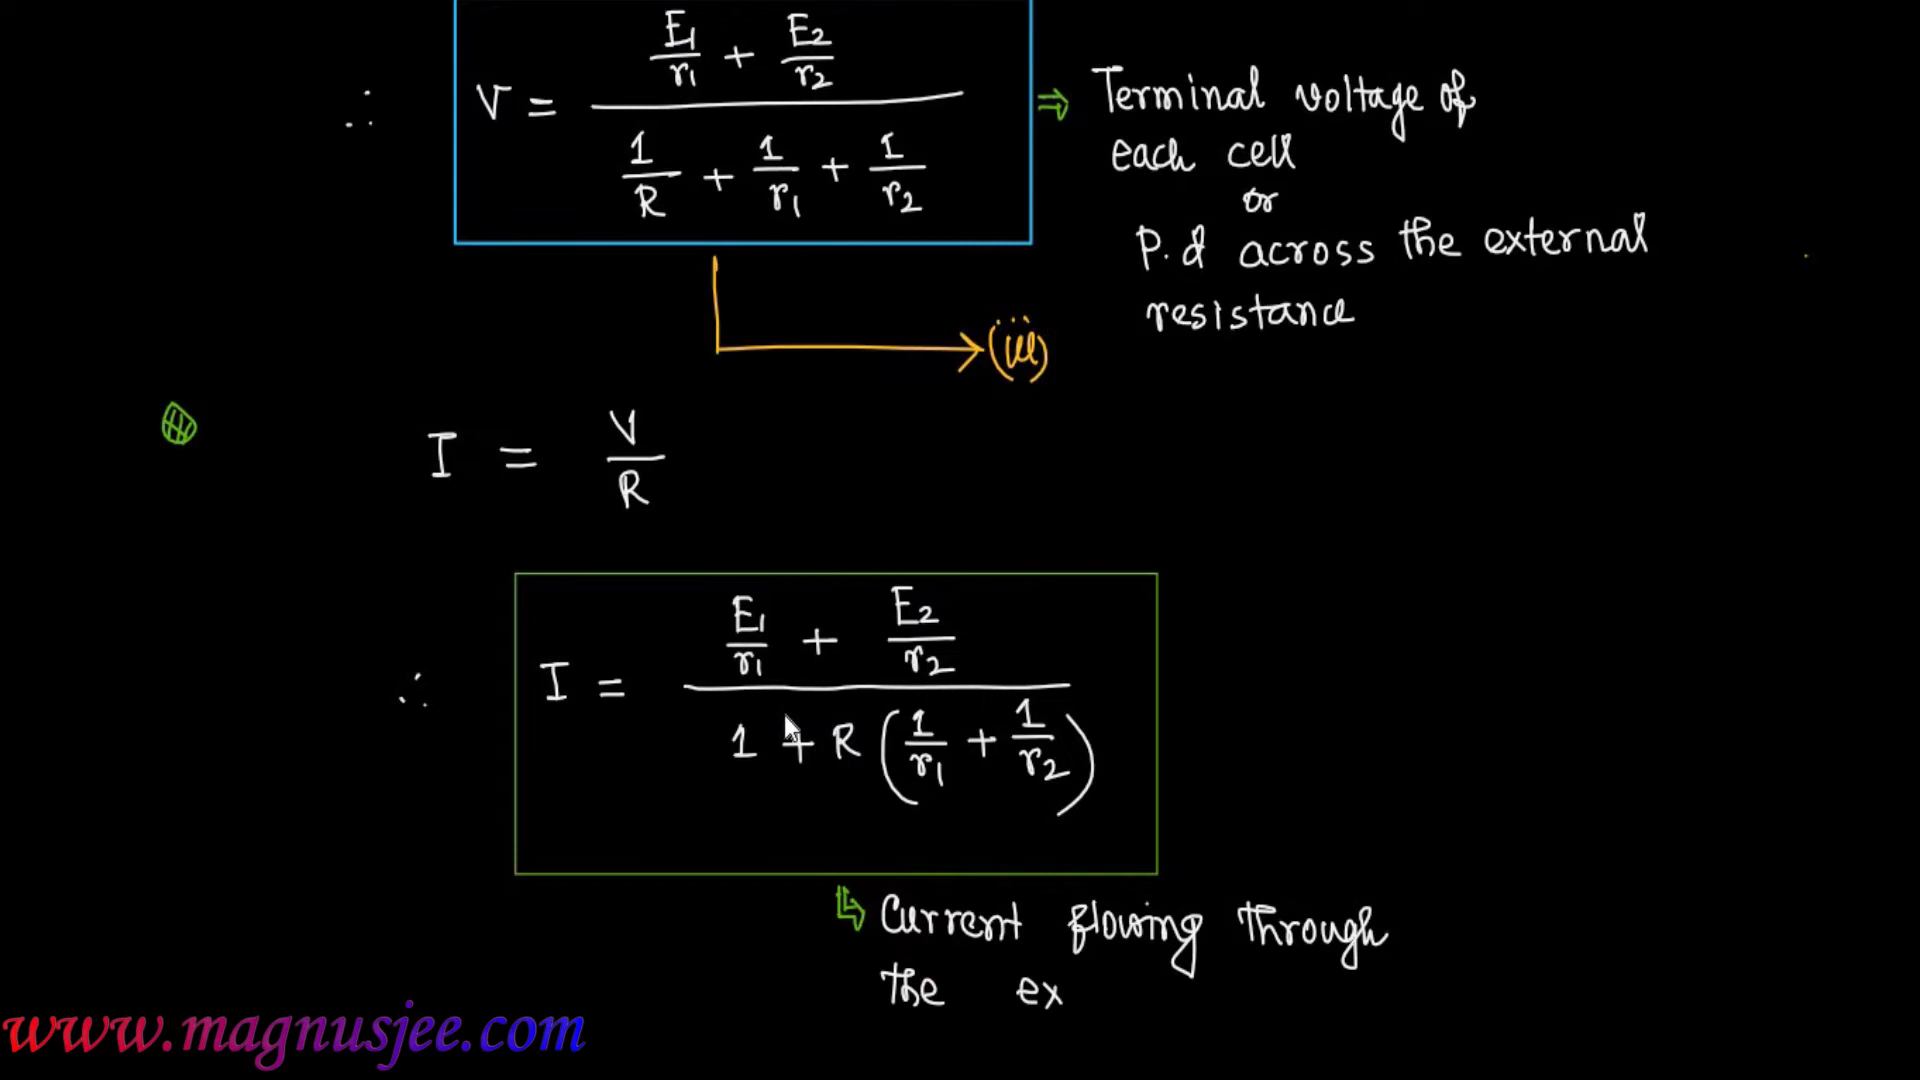 ∴ V = (E1/r1 + E2/r2) / (1/R + 1/r1 + 1/r2) ⇒ Terminal voltage of
each cell
or
P.d across the external
resistance
(iii)
I = V/R
∴ I = (E1/r1 + E2/r2) / (1 + R(1/r1 + 1/r2))
Current flowing through
the ex
www.magnusjee.com